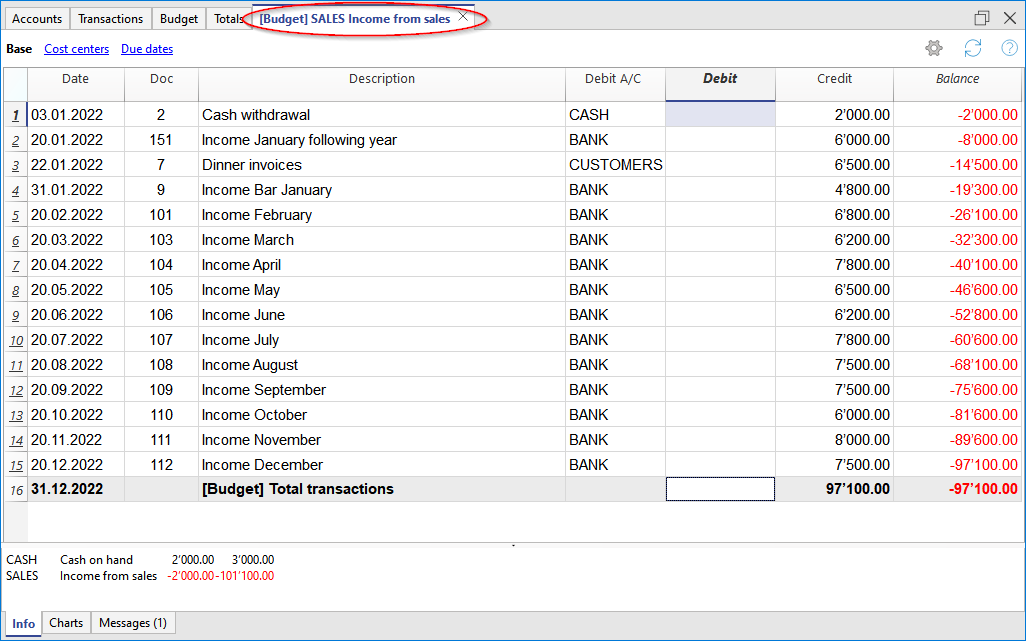 Accounts Transactions Budget Totals [Budget] SALES Income from sales
Base Cost centers Due dates
Date Doc Description Debit A/C Debit Credit Balance
1 03.01.2022 2 Cash withdrawal CASH 2’000.00 -2’000.00
2 20.01.2022 151 Income January following year BANK 6’000.00 -8’000.00
3 22.01.2022 7 Dinner invoices CUSTOMERS 6’500.00 -14’500.00
4 31.01.2022 9 Income Bar January BANK 4’800.00 -19’300.00
5 20.02.2022 101 Income February BANK 6’800.00 -26’100.00
6 20.03.2022 103 Income March BANK 6’200.00 -32’300.00
7 20.04.2022 104 Income April BANK 7’800.00 -40’100.00
8 20.05.2022 105 Income May BANK 6’500.00 -46’600.00
9 20.06.2022 106 Income June BANK 6’200.00 -52’800.00
10 20.07.2022 107 Income July BANK 7’800.00 -60’600.00
11 20.08.2022 108 Income August BANK 7’500.00 -68’100.00
12 20.09.2022 109 Income September BANK 7’500.00 -75’600.00
13 20.10.2022 110 Income October BANK 6’000.00 -81’600.00
14 20.11.2022 111 Income November BANK 8’000.00 -89’600.00
15 20.12.2022 112 Income December BANK 7’500.00 -97’100.00
16 31.12.2022 [Budget] Total transactions 97’100.00 -97’100.00
CASH Cash on hand 2’000.00 3’000.00
SALES Income from sales -2’000.00 -101’100.00
Info Charts Messages (1)